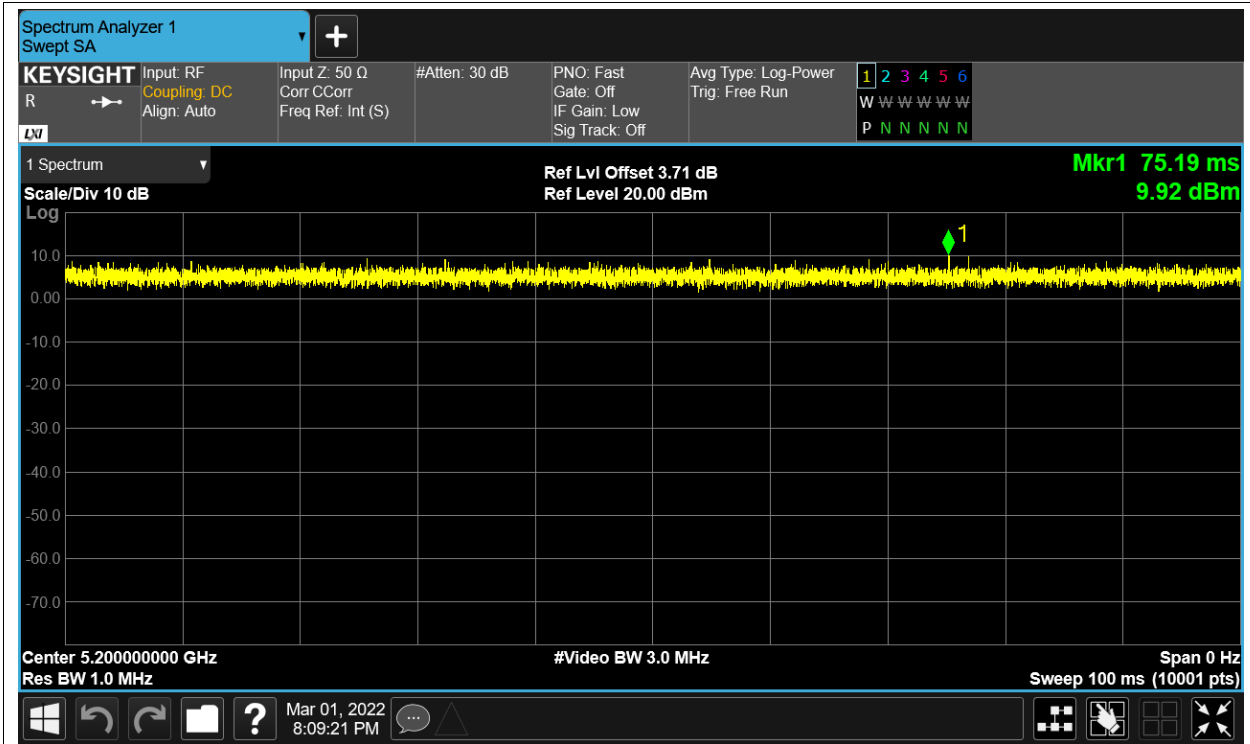 Spectrum Analyzer 1
Swept SA
KEYSIGHT
R
LXI
Input: RF
Coupling: DC
Align: Auto
Input Z: 50 Ω
Corr CCorr
Freq Ref: Int (S)
#Atten: 30 dB
PNO: Fast
Gate: Off
IF Gain: Low
Sig Track: Off
Avg Type: Log-Power
Trig: Free Run
1 2 3 4 5 6
W W W W W W
P N N N N N
1 Spectrum
Scale/Div 10 dB
Ref Lvl Offset 3.71 dB
Ref Level 20.00 dBm
Mkr1 75.19 ms
9.92 dBm
Log
1
10.0
0.00
-10.0
-20.0
-30.0
-40.0
-50.0
-60.0
-70.0
Center 5.200000000 GHz
#Video BW 3.0 MHz
Span 0 Hz
Res BW 1.0 MHz
Sweep 100 ms (10001 pts)
?
Mar 01, 2022
8:09:21 PM